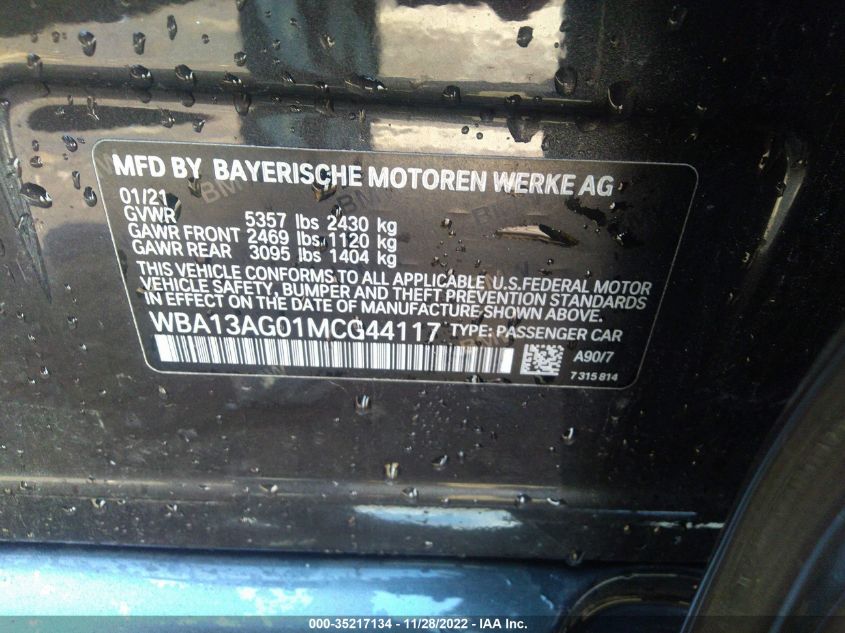 MFD BY BAYERISCHE MOTOREN WERKE AG
01/21
GVWR 5357 lbs 2430 kg
GAWR FRONT 2469 lbs 1120 kg
GAWR REAR 3095 lbs 1404 kg
THIS VEHICLE CONFORMS TO ALL APPLICABLE U.S.FEDERAL MOTOR
VEHICLE SAFETY, BUMPER AND THEFT PREVENTION STANDARDS
IN EFFECT ON THE DATE OF MANUFACTURE SHOWN ABOVE.
WBA13AG01MCG44117 TYPE: PASSENGER CAR
A90/7
7 315 814
000-35217134 - 11/28/2022 - IAA Inc.